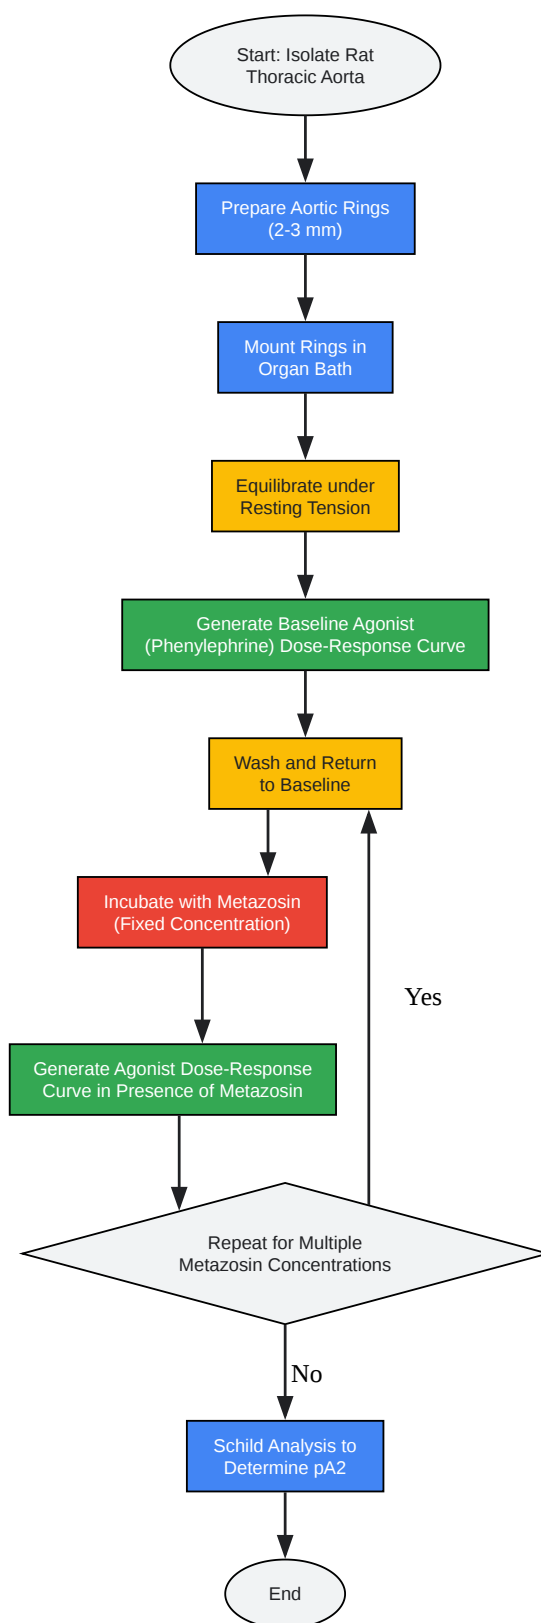 Start: Isolate Rat
Thoracic Aorta
Prepare Aortic Rings
(2-3 mm)
Mount Rings in
Organ Bath
Equilibrate under
Resting Tension
Generate Baseline Agonist
(Phenylephrine) Dose-Response Curve
Wash and Return
to Baseline
Incubate with Metazosin
(Fixed Concentration)
Yes
Generate Agonist Dose-Response
Curve in Presence of Metazosin
Repeat for Multiple
Metazosin Concentrations
No
Schild Analysis to
Determine pA2
End